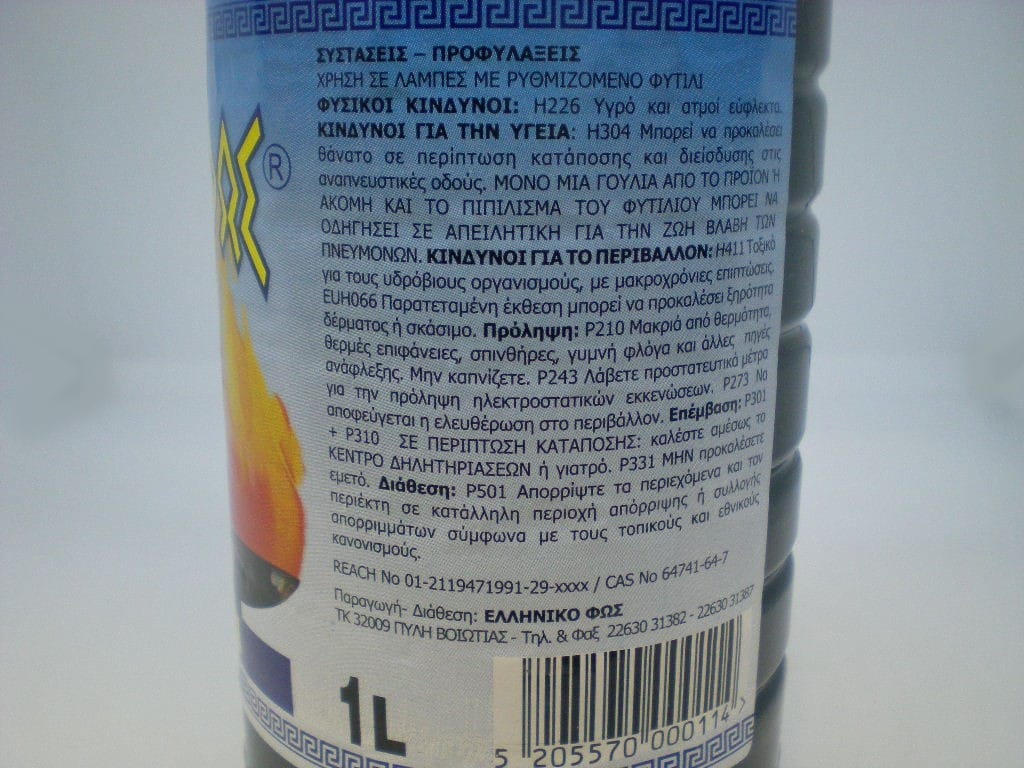 ΣΥΣΤΑΣΕΙΣ – ΠΡΟΦΥΛΑΞΕΙΣ
ΧΡΗΣΗ ΣΕ ΛΑΜΠΕΣ ΜΕ ΡΥΘΜΙΖΟΜΕΝΟ ΦΥΤΙΛΙ
ΦΥΣΙΚΟΙ ΚΙΝΔΥΝΟΙ: H226 Υγρό και ατμοί εύφλεκτα.
ΚΙΝΔΥΝΟΙ ΓΙΑ ΤΗΝ ΥΓΕΙΑ: H304 Μπορεί να προκαλέσει
θάνατο σε περίπτωση κατάποσης και διείσδυσης στις
αναπνευστικές οδούς. ΜΟΝΟ ΜΙΑ ΓΟΥΛΙΑ ΑΠΟ ΤΟ ΠΡΟΪΟΝ Ή
ΑΚΟΜΗ ΚΑΙ ΤΟ ΠΙΠΙΛΙΣΜΑ ΤΟΥ ΦΥΤΙΛΙΟΥ ΜΠΟΡΕΙ ΝΑ
ΟΔΗΓΗΣΕΙ ΣΕ ΑΠΕΙΛΗΤΙΚΗ ΓΙΑ ΤΗΝ ΖΩΗ ΒΛΑΒΗ ΤΩΝ
ΠΝΕΥΜΟΝΩΝ. ΚΙΝΔΥΝΟΙ ΓΙΑ ΤΟ ΠΕΡΙΒΑΛΛΟΝ: H411 Τοξικό
για τους υδρόβιους οργανισμούς, με μακροχρόνιες επιπτώσεις.
EUH066 Παρατεταμένη έκθεση μπορεί να προκαλέσει ξηρότητα
δέρματος ή σκάσιμο. Πρόληψη: P210 Μακριά από θερμότητα,
θερμές επιφάνειες, σπινθήρες, γυμνή φλόγα και άλλες πηγές
ανάφλεξης. Μην καπνίζετε. P243 Λάβετε προστατευτικά μέτρα
για την πρόληψη ηλεκτροστατικών εκκενώσεων. P273 Να
αποφεύγεται η ελευθέρωση στο περιβάλλον. Επέμβαση: P301
+ P310 ΣΕ ΠΕΡΙΠΤΩΣΗ ΚΑΤΑΠΟΣΗΣ: καλέστε αμέσως το
ΚΕΝΤΡΟ ΔΗΛΗΤΗΡΙΑΣΕΩΝ ή γιατρό. P331 ΜΗΝ προκαλέσετε
εμετό. Διάθεση: P501 Απορρίψτε τα περιεχόμενα και τον
περιέκτη σε κατάλληλη περιοχή απόρριψης ή συλλογής
απορριμμάτων σύμφωνα με τους τοπικούς και εθνικούς
κανονισμούς.
REACH No 01-2119471991-29-xxxx / CAS No 64741-64-7
Παραγωγή- Διάθεση: ΕΛΛΗΝΙΚΟ ΦΩΣ
ΤΚ 32009 ΠΥΛΗ ΒΟΙΩΤΙΑΣ - Τηλ. & Φαξ 22630 31382 - 22630 31387
1L
5 205570 000114 >
®